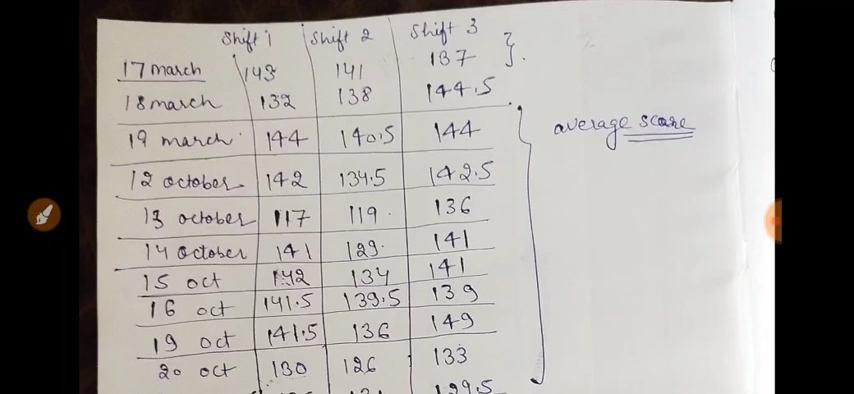 Shift 1 Shift 2 Shift 3
17 march 143 141 137
18 march 132 138 144.5
19 march 144 140.5 144
average score
12 october 142 134.5 142.5
13 october 117 119 136
14 october 141 129 141
15 oct 142 134 141
16 oct 141.5 139.5 139
19 oct 141.5 136 149
20 oct 130 126 133
129.5